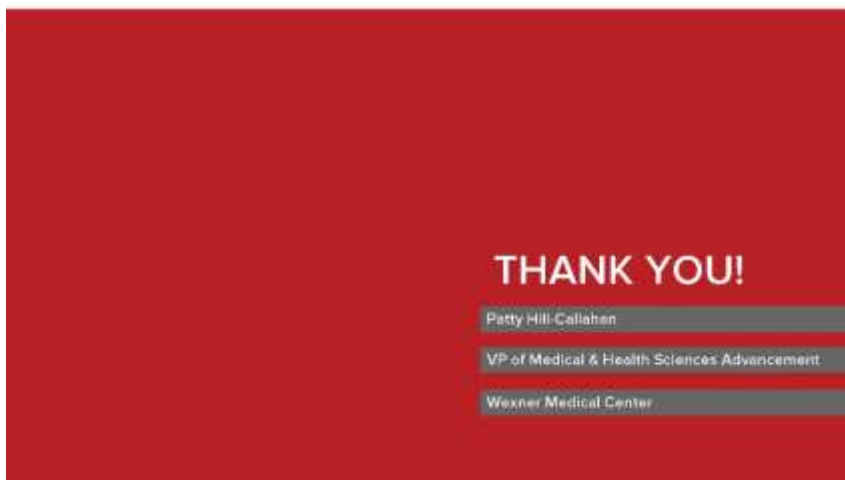 THANK YOU!
Patty Hill-Callahan
VP of Medical & Health Sciences Advancement
Wexner Medical Center